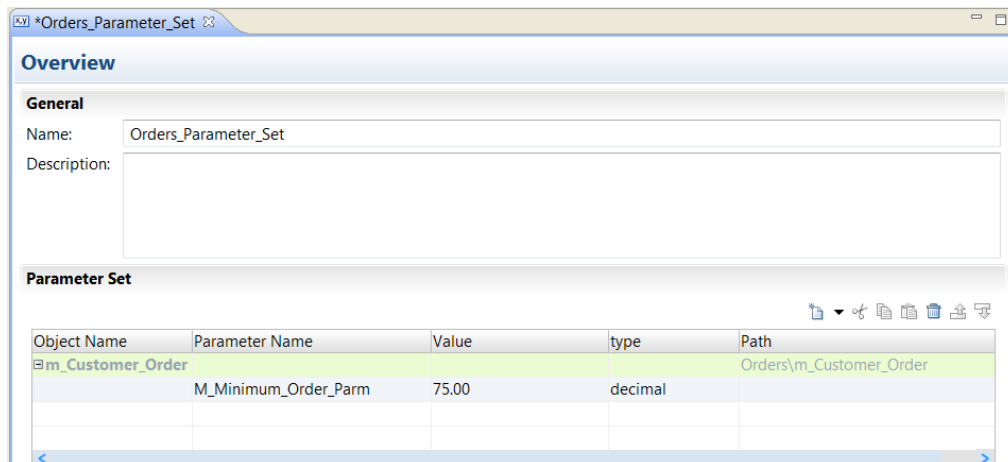 *Orders_Parameter_Set
Overview
General
Name: Orders_Parameter_Set
Description:
Parameter Set
Object Name Parameter Name Value type Path
m_Customer_Order Orders\m_Customer_Order
M_Minimum_Order_Parm 75.00 decimal